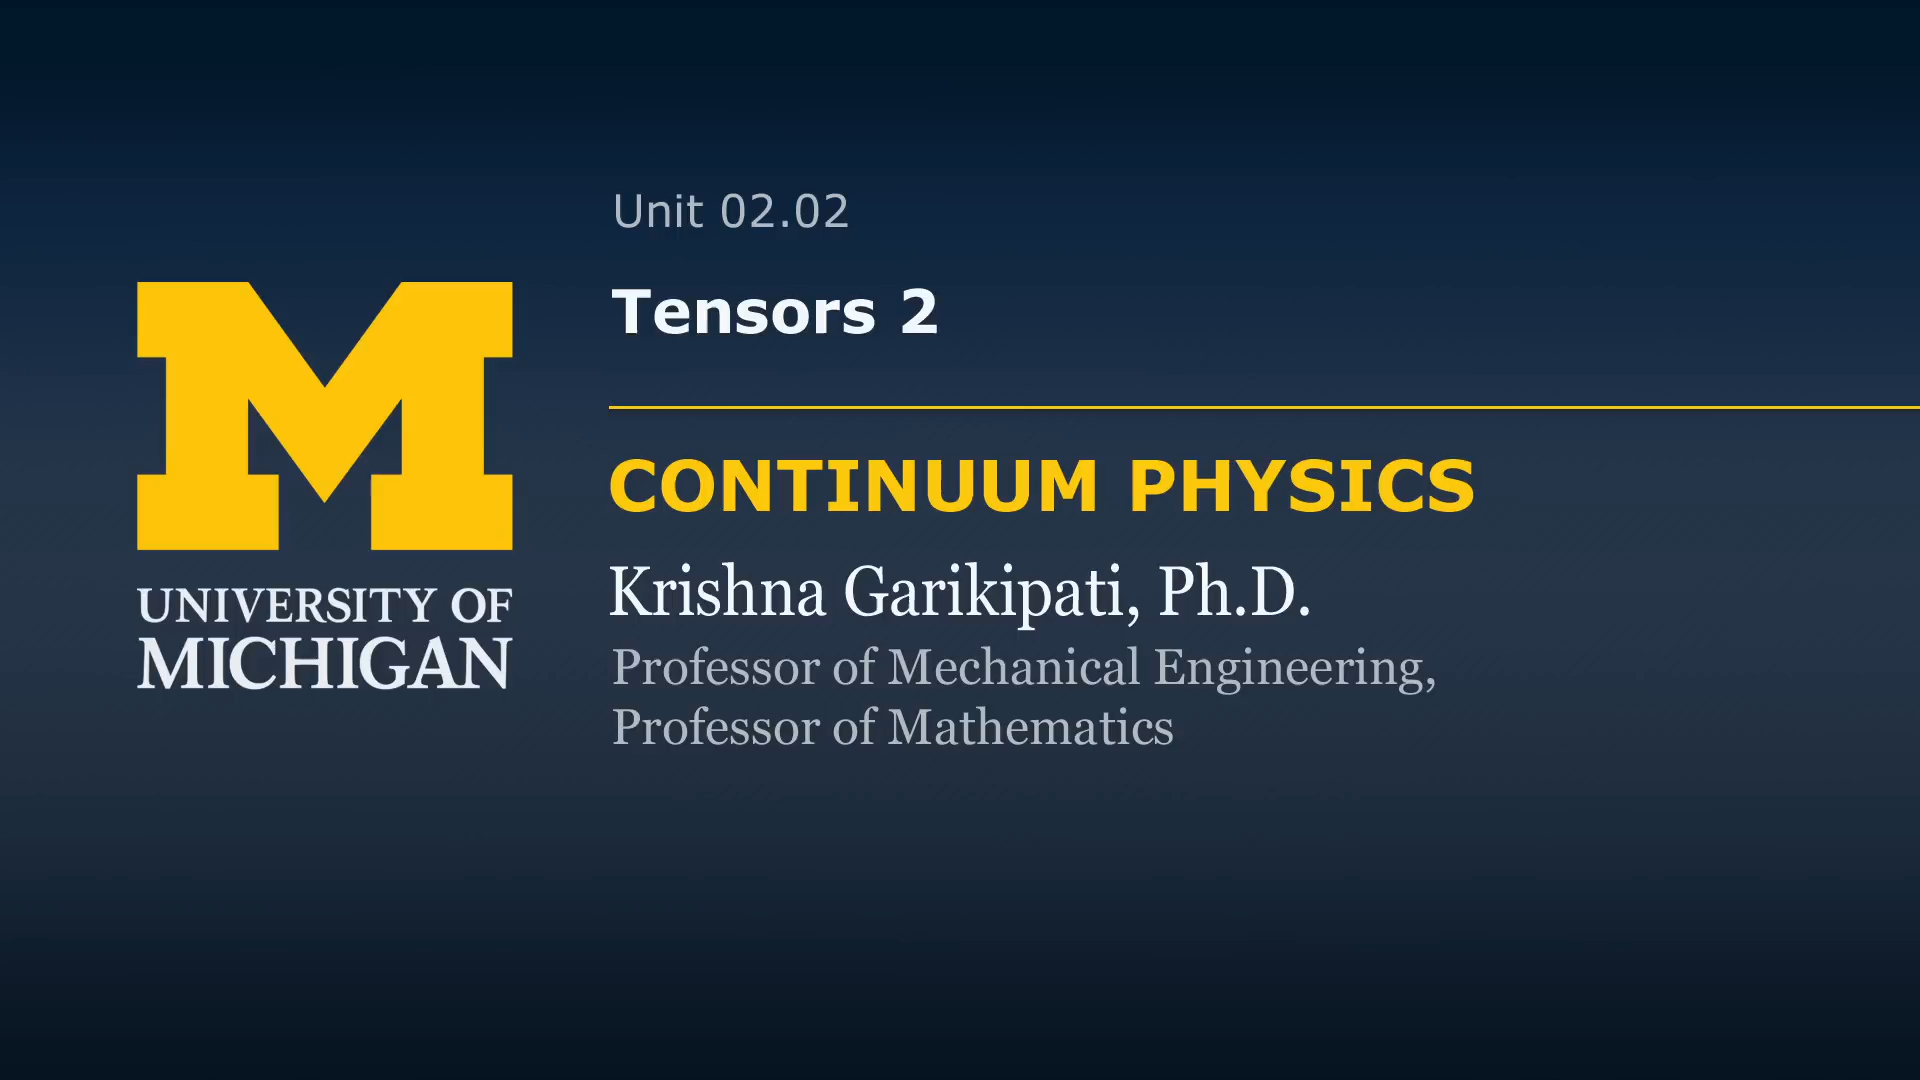 Unit 02.02
Tensors 2
CONTINUUM PHYSICS
Krishna Garikipati, Ph.D.
Professor of Mechanical Engineering,
Professor of Mathematics
M
UNIVERSITY OF
MICHIGAN